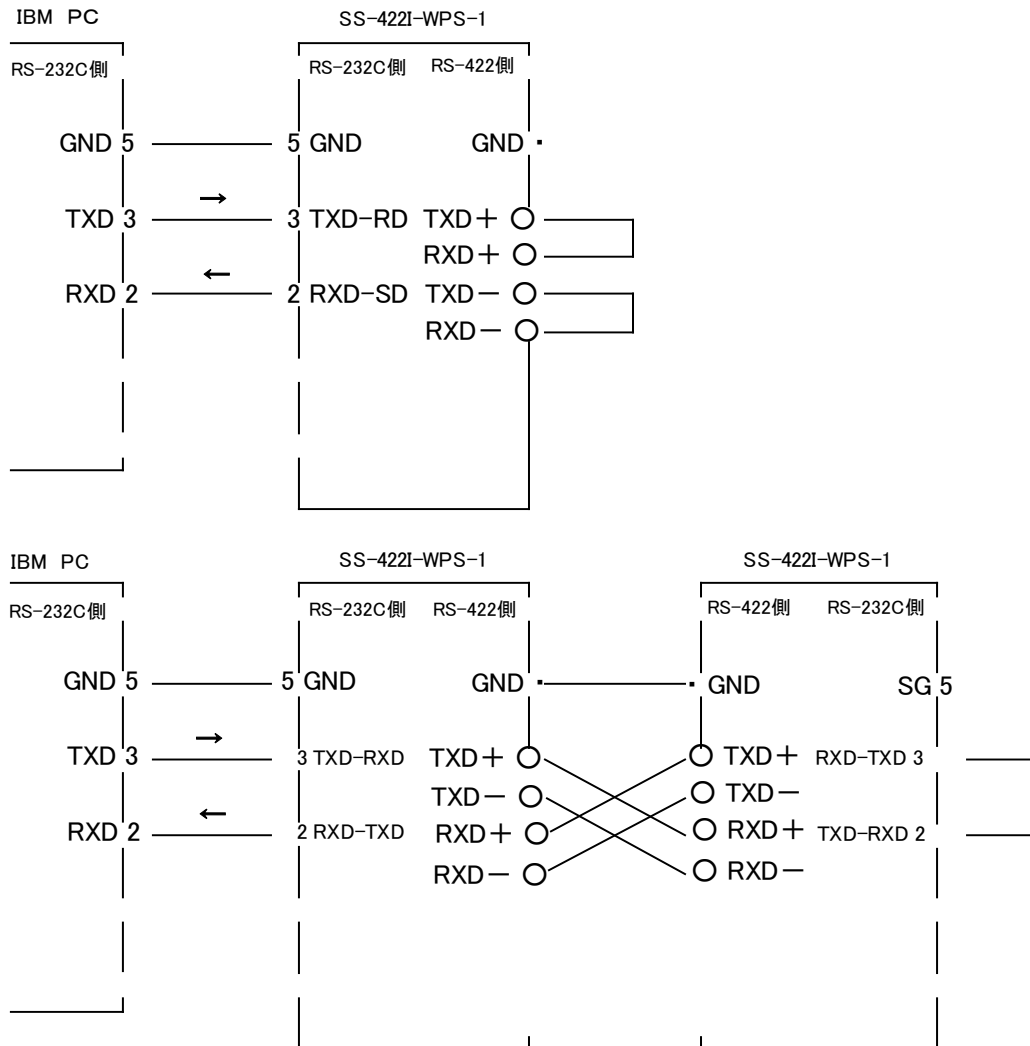 IBM PC SS-422I-WPS-1
RS-232C側 RS-232C側 RS-422側
GND 5 5 GND GND
TXD 3 → 3 TXD-RD TXD+
RXD+
RXD 2 ← 2 RXD-SD TXD-
RXD-
IBM PC SS-422I-WPS-1 SS-422I-WPS-1
RS-232C側 RS-232C側 RS-422側 RS-422側 RS-232C側
GND 5 5 GND GND GND SG 5
TXD 3 → 3 TXD-RXD TXD+ TXD+ RXD-TXD 3
TXD- TXD-
RXD 2 ← 2 RXD-TXD RXD+ RXD+ TXD-RXD 2
RXD- RXD-